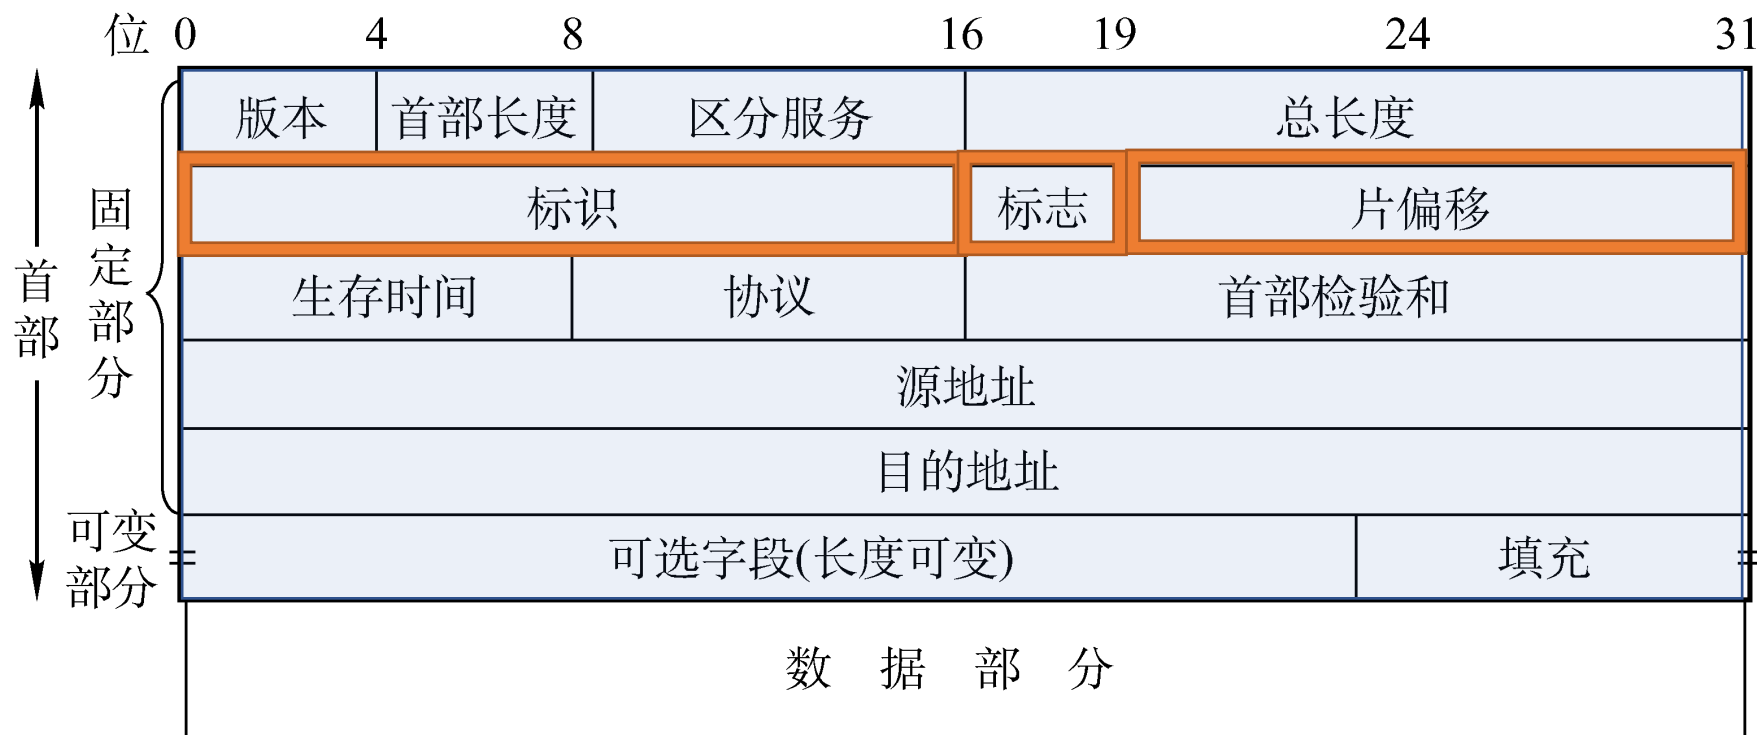 位 0 4 8 16 19 24 31
版本 首部长度 区分服务 总长度
标识 标志 片偏移
生存时间 协议 首部检验和
源地址
目的地址
可选字段(长度可变) 填充
数据部分
首部
固定部分
可变
部分